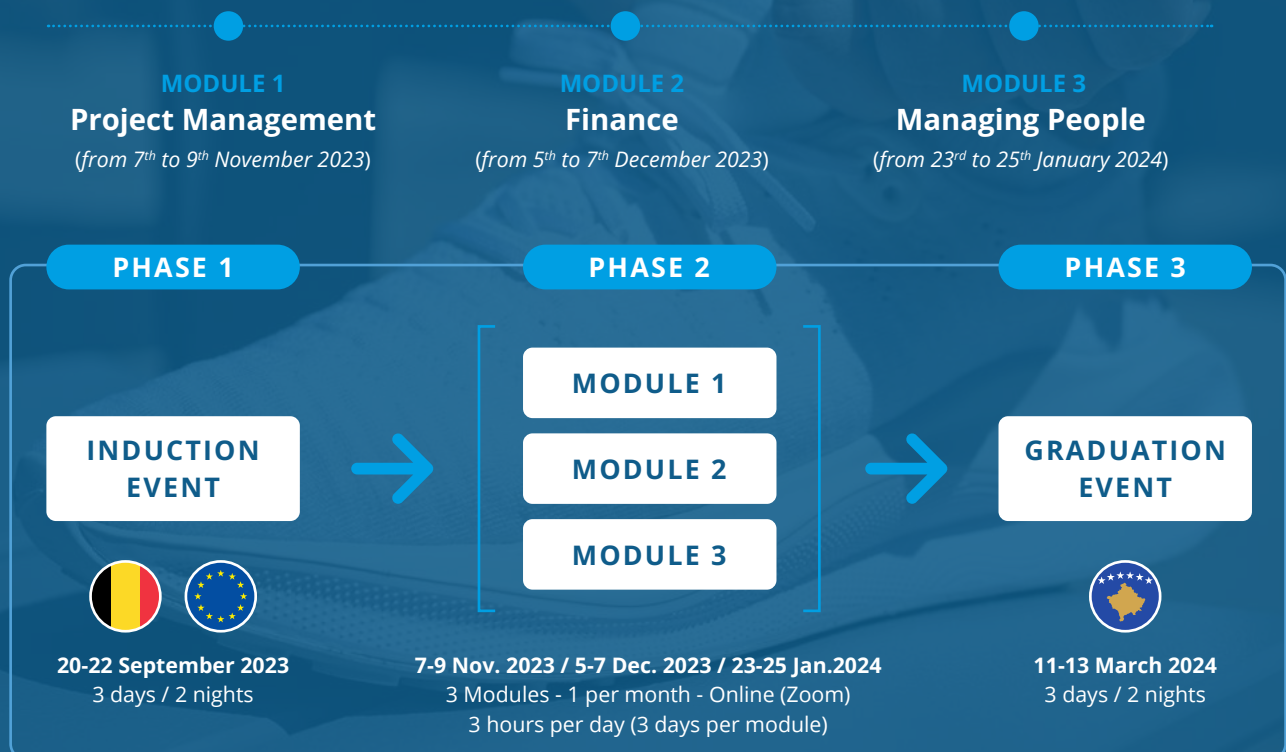 MODULE 1
Project Management
(from 7th to 9th November 2023)
MODULE 2
Finance
(from 5th to 7th December 2023)
MODULE 3
Managing People
(from 23rd to 25th January 2024)
PHASE 1
PHASE 2
PHASE 3
INDUCTION
EVENT
MODULE 1
MODULE 2
MODULE 3
GRADUATION
EVENT
20-22 September 2023
3 days / 2 nights
7-9 Nov. 2023 / 5-7 Dec. 2023 / 23-25 Jan.2024
3 Modules - 1 per month - Online (Zoom)
3 hours per day (3 days per module)
11-13 March 2024
3 days / 2 nights